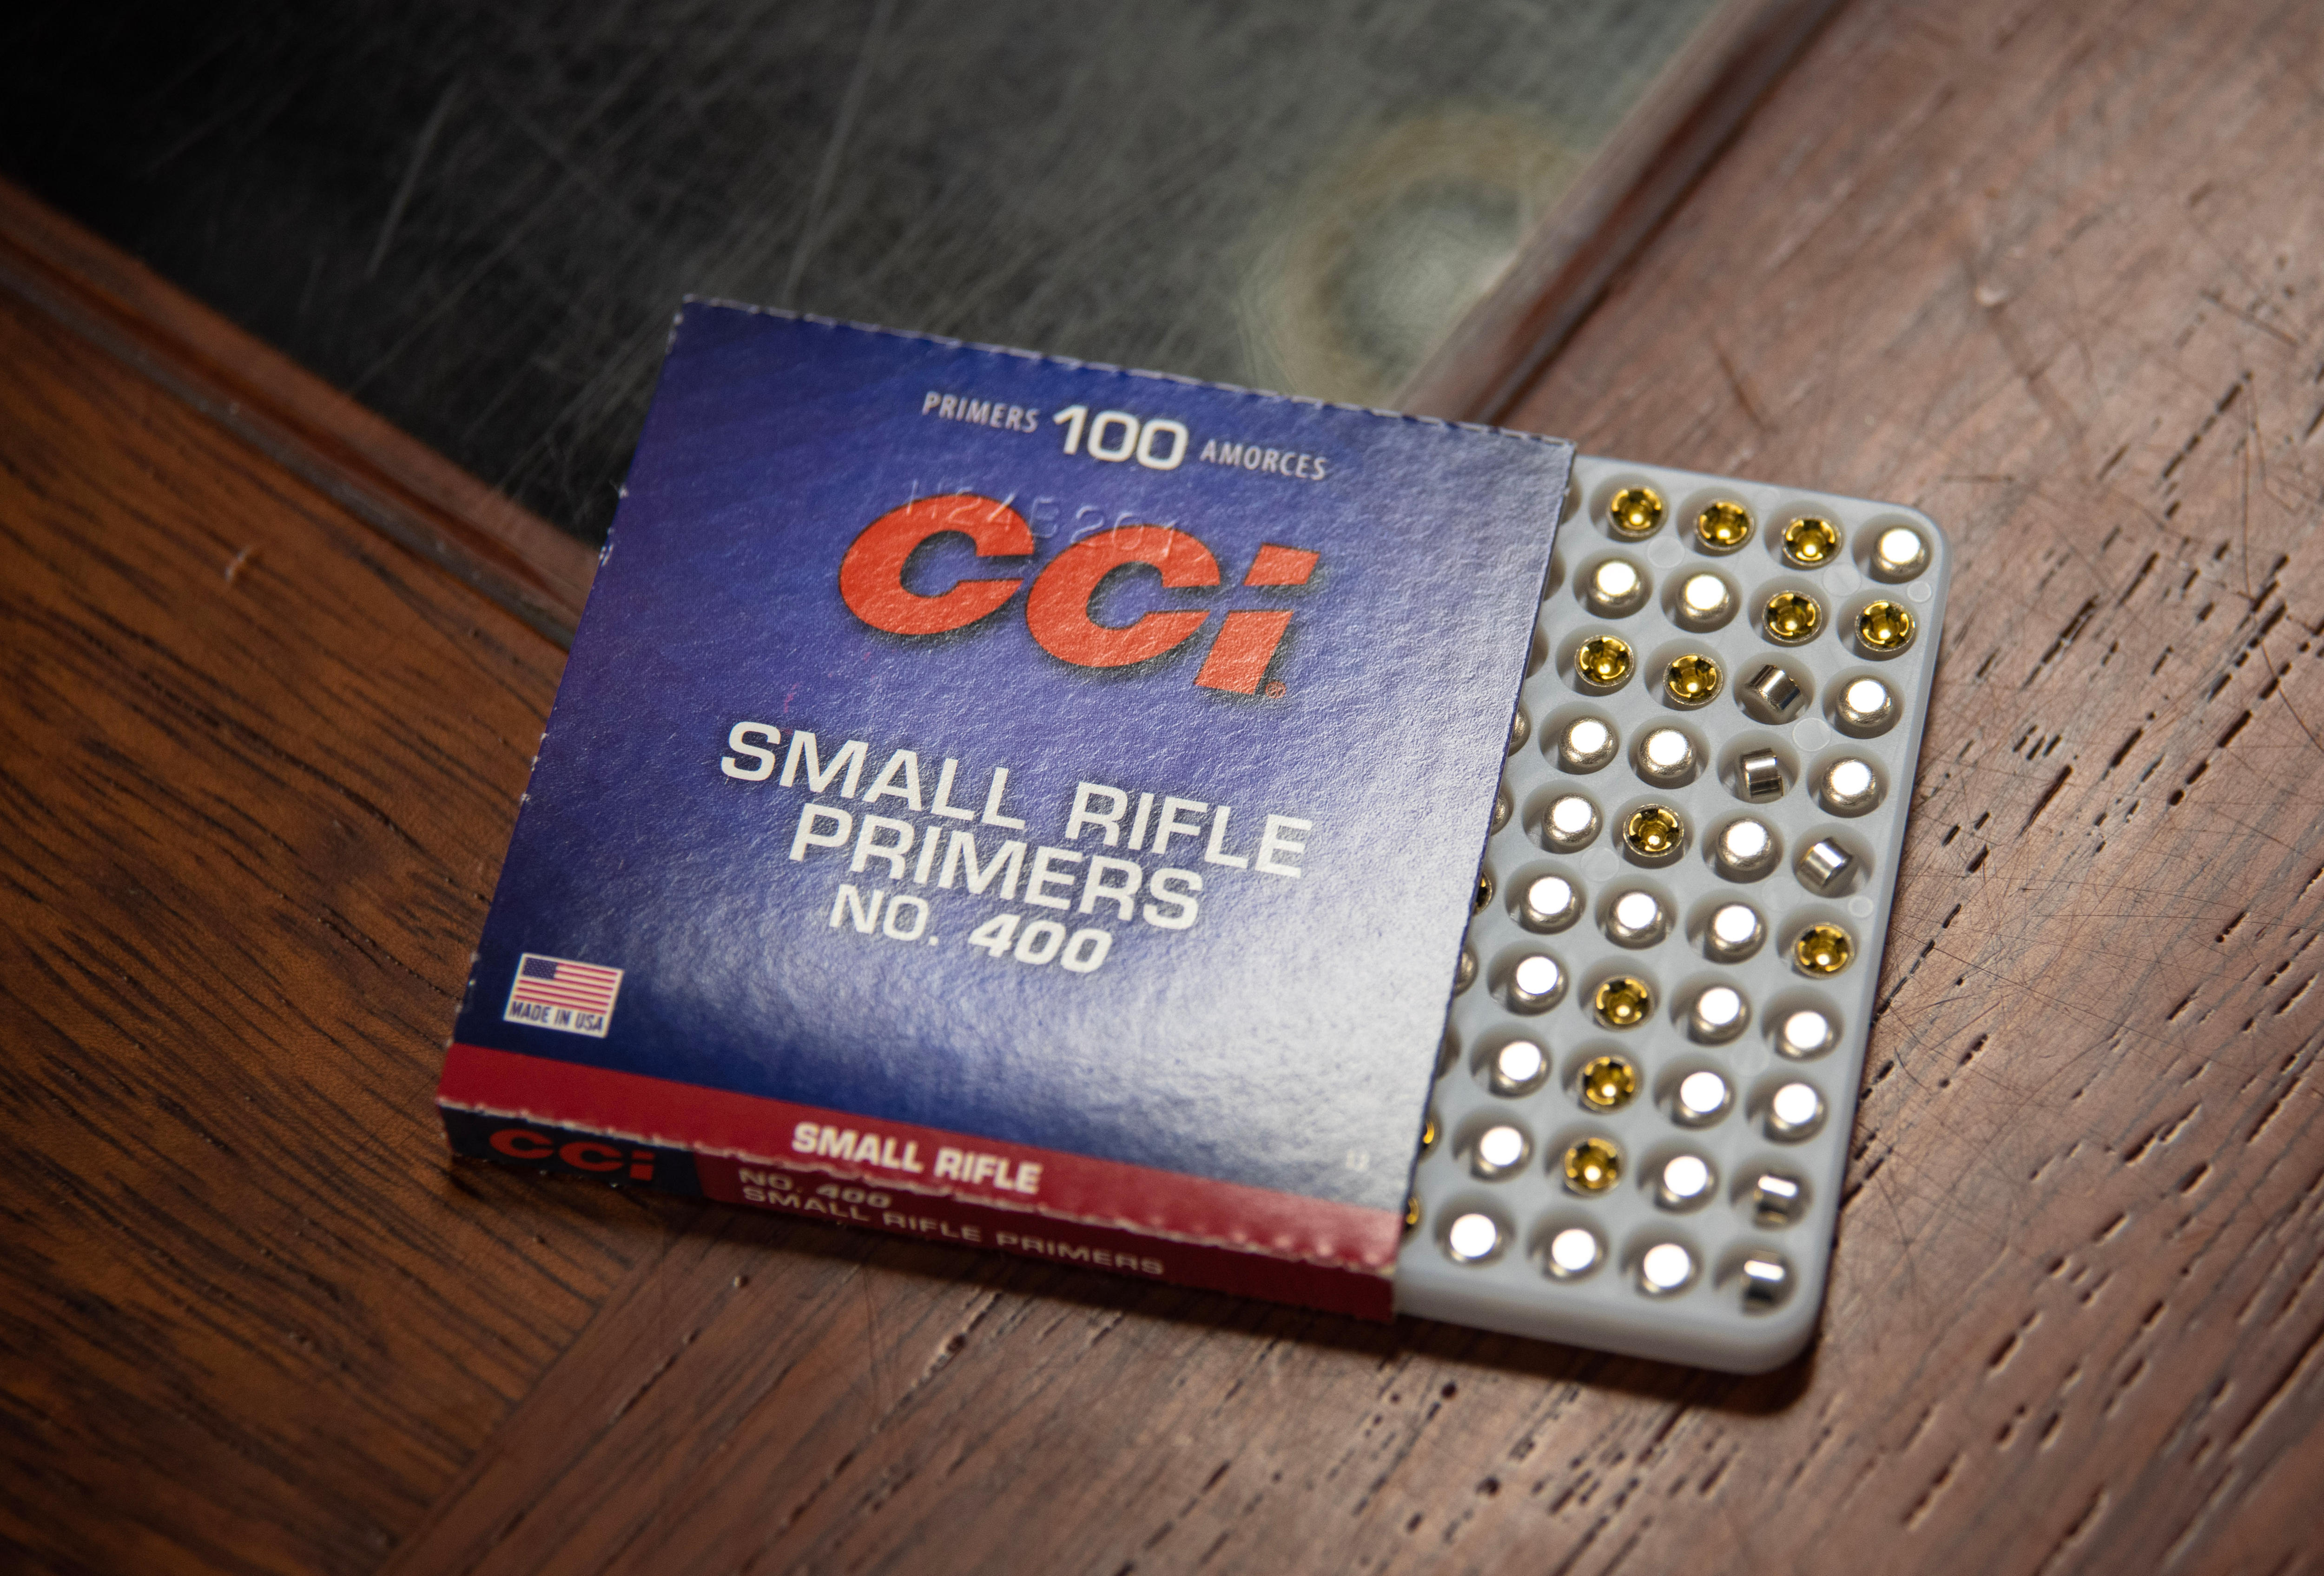 PRIMERS 100 AMORCES
CCi®
SMALL RIFLE
PRIMERS
NO. 400
MADE IN USA
SMALL RIFLE
CCi
NO. 400
SMALL RIFLE PRIMERS